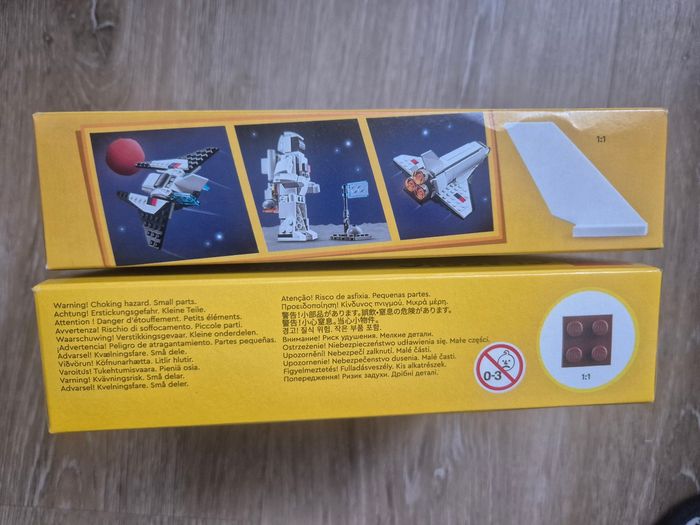 1:1
Warning! Choking hazard. Small parts.
Achtung! Erstickungsgefahr. Kleine Teile.
Attention ! Danger d'étouffement. Petits éléments.
Avvertenza! Rischio di soffocamento. Piccole parti.
Waarschuwing! Verstikkingsgevaar. Kleine onderdelen.
¡Advertencia! Peligro de atragantamiento. Partes pequeñas.
Advarsel! Kvælningsfare. Små dele.
Viðvörun! Köfnunarhætta. Litlir hlutir.
Varoitus! Tukehtumisvaara. Pieniä osia.
Varning! Kvävningsrisk. Små delar.
Advarsel! Kvelningsfare. Små deler.
Atenção! Risco de asfixia. Pequenas partes.
Προειδοποίηση! Κίνδυνος πνιγμού. Μικρά μέρη.
警告!小部品があります。誤飲・窒息の危険があります。
警告!小心窒息。当心小物件。
경고! 질식 위험. 작은 부품 포함.
Внимание! Риск удушения. Мелкие детали.
Ostrzeżenie! Niebezpieczeństwo udławienia się. Małe części.
Upozornění! Nebezpečí zalknutí. Malé části.
Upozornenie! Nebezpečenstvo dusenia. Malé časti.
Figyelmeztetés! Fulladásveszély. Kis alkatrészek.
Попередження! Ризик задухи. Дрібні деталі.
0-3
1:1